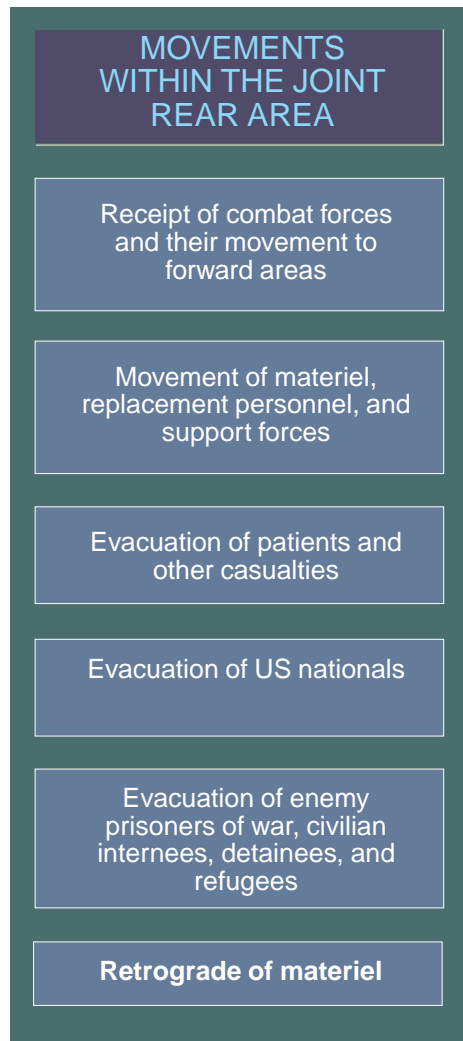 MOVEMENTS
WITHIN THE JOINT
REAR AREA
Receipt of combat forces
and their movement to
forward areas
Movement of materiel,
replacement personnel, and
support forces
Evacuation of patients and
other casualties
Evacuation of US nationals
Evacuation of enemy
prisoners of war, civilian
internees, detainees, and
refugees
Retrograde of materiel